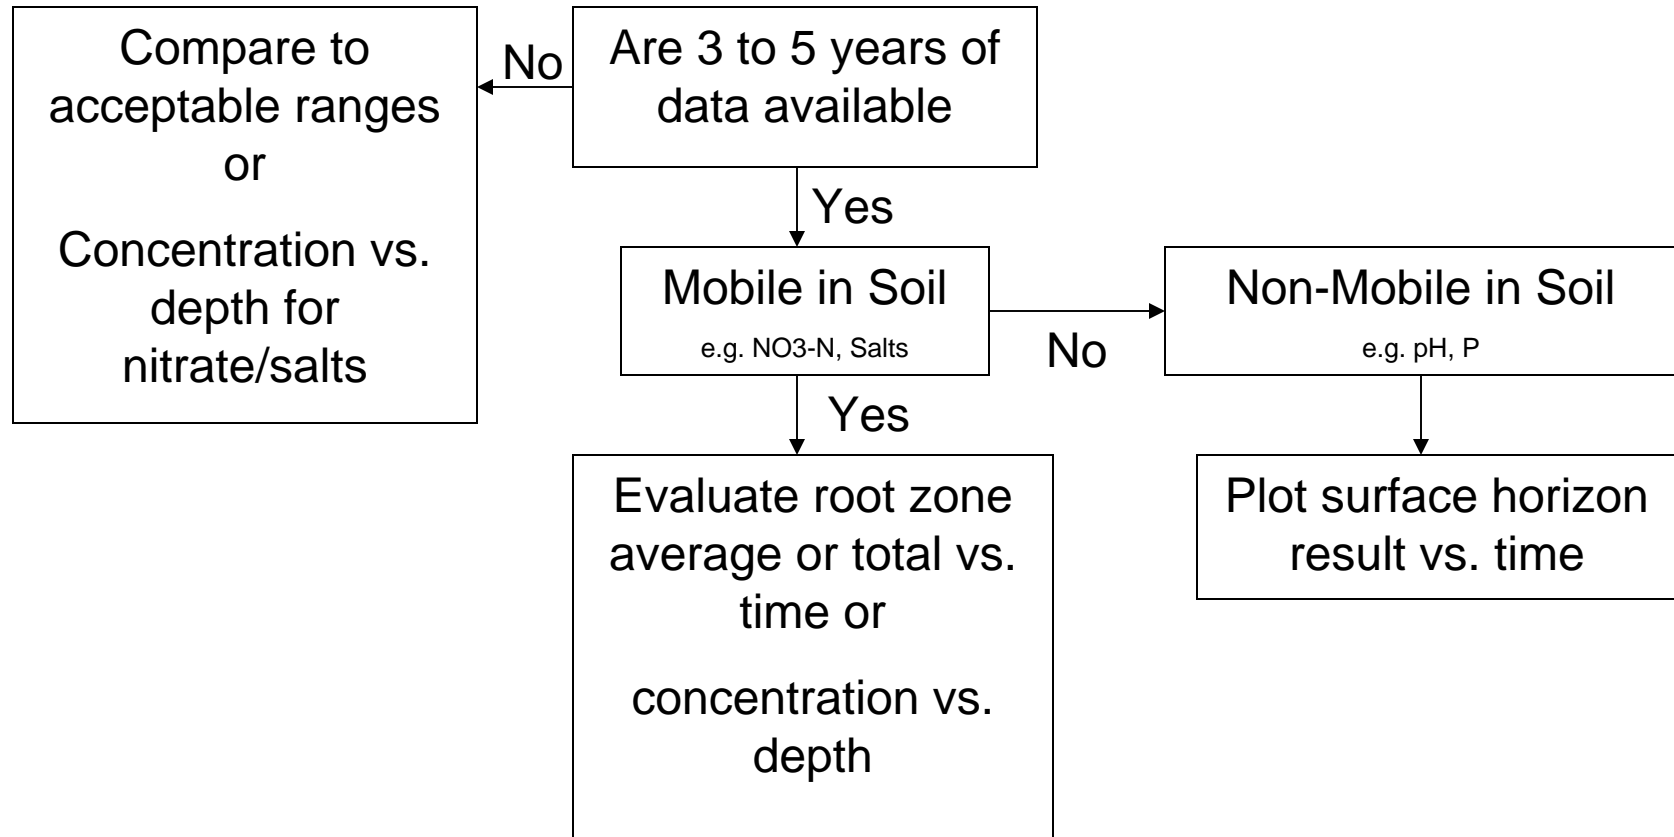 Compare to
acceptable ranges
or
Concentration vs.
depth for
nitrate/salts
No
Are 3 to 5 years of
data available
Yes
Mobile in Soil
e.g. NO3-N, Salts
No
Non-Mobile in Soil
e.g. pH, P
Yes
Evaluate root zone
average or total vs.
time or
concentration vs.
depth
Plot surface horizon
result vs. time